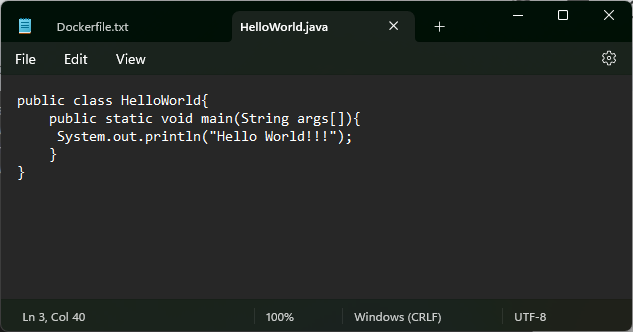 Dockerfile.txt HelloWorld.java
File Edit View
public class HelloWorld{
    public static void main(String args[]){
     System.out.println("Hello World!!!");
    }
}
Ln 3, Col 40 100% Windows (CRLF) UTF-8